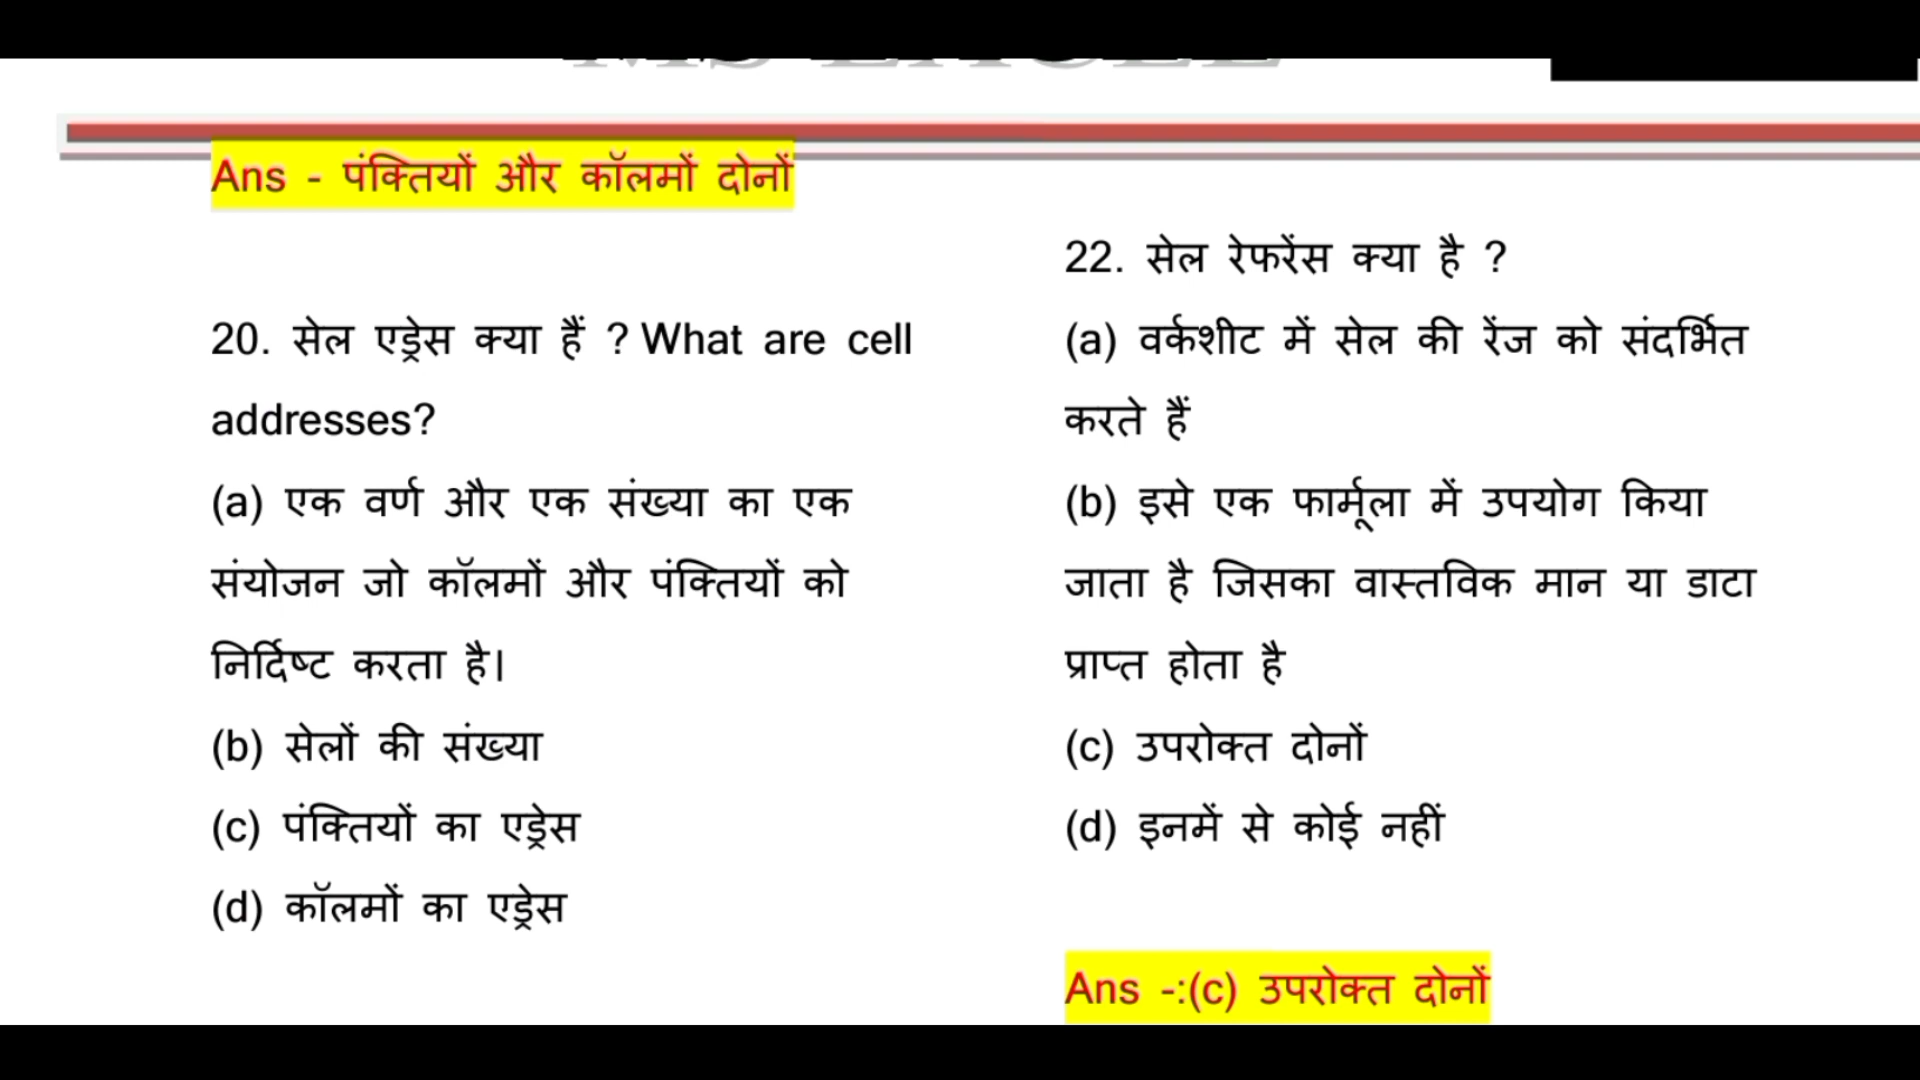 Ans - पंक्तियों और कॉलमों दोनों
20. सेल एड्रेस क्या हैं ? What are cell
addresses?
(a) एक वर्ण और एक संख्या का एक
संयोजन जो कॉलमों और पंक्तियों को
निर्दिष्ट करता है।
(b) सेलों की संख्या
(c) पंक्तियों का एड्रेस
(d) कॉलमों का एड्रेस
22. सेल रेफरेंस क्या है ?
(a) वर्कशीट में सेल की रेंज को संदर्भित
करते हैं
(b) इसे एक फार्मूला में उपयोग किया
जाता है जिसका वास्तविक मान या डाटा
प्राप्त होता है
(c) उपरोक्त दोनों
(d) इनमें से कोई नहीं
Ans -:(c) उपरोक्त दोनों